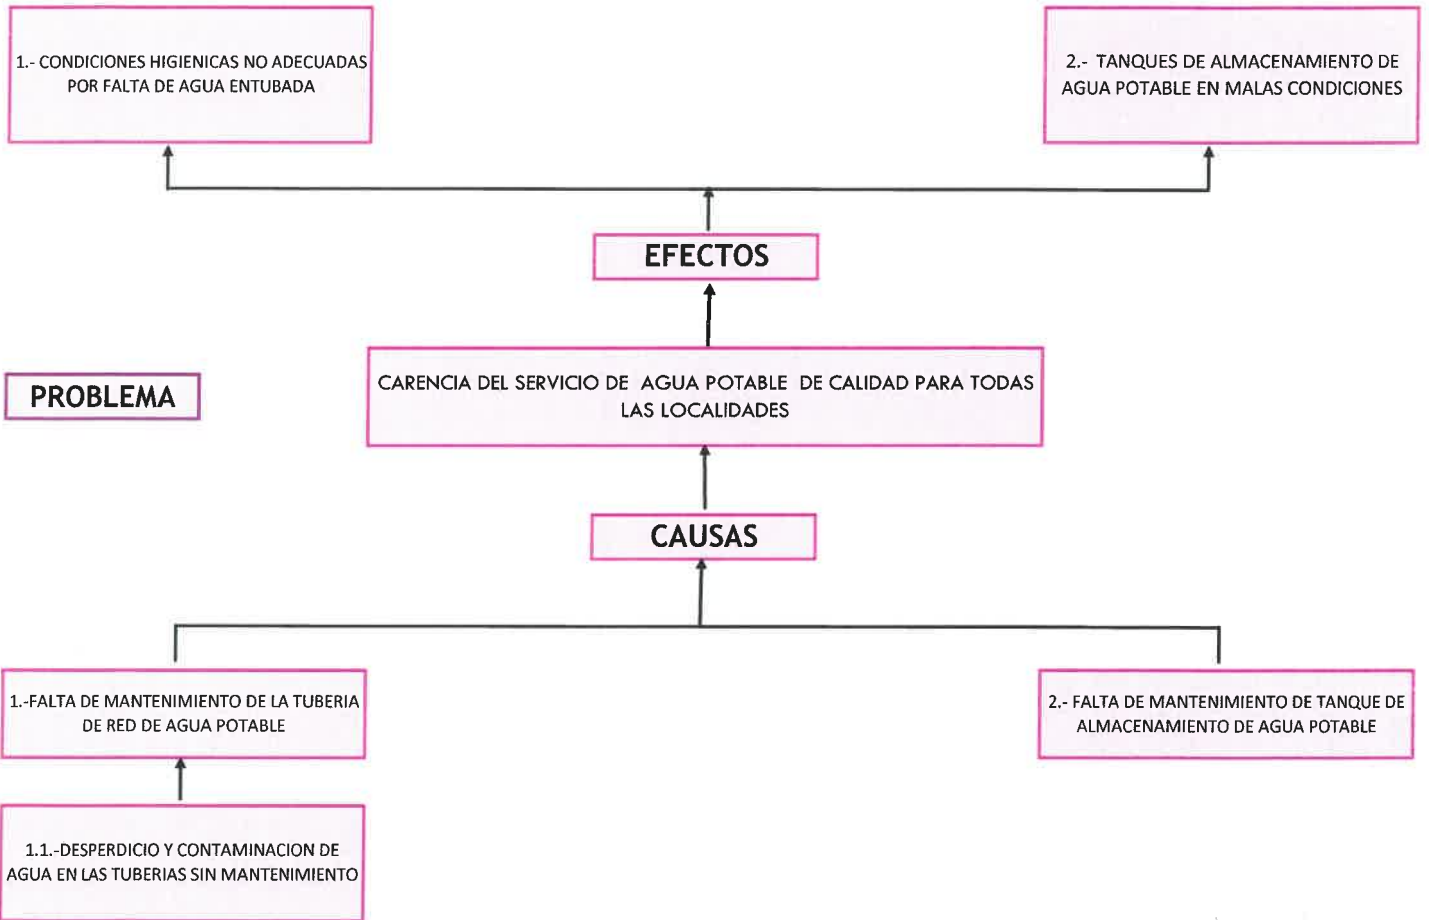 1.- CONDICIONES HIGIENICAS NO ADECUADAS
POR FALTA DE AGUA ENTUBADA
2.- TANQUES DE ALMACENAMIENTO DE
AGUA POTABLE EN MALAS CONDICIONES
EFECTOS
PROBLEMA
CARENCIA DEL SERVICIO DE AGUA POTABLE DE CALIDAD PARA TODAS
LAS LOCALIDADES
CAUSAS
1.-FALTA DE MANTENIMIENTO DE LA TUBERIA
DE RED DE AGUA POTABLE
2.- FALTA DE MANTENIMIENTO DE TANQUE DE
ALMACENAMIENTO DE AGUA POTABLE
1.1.-DESPERDICIO Y CONTAMINACION DE
AGUA EN LAS TUBERIAS SIN MANTENIMIENTO